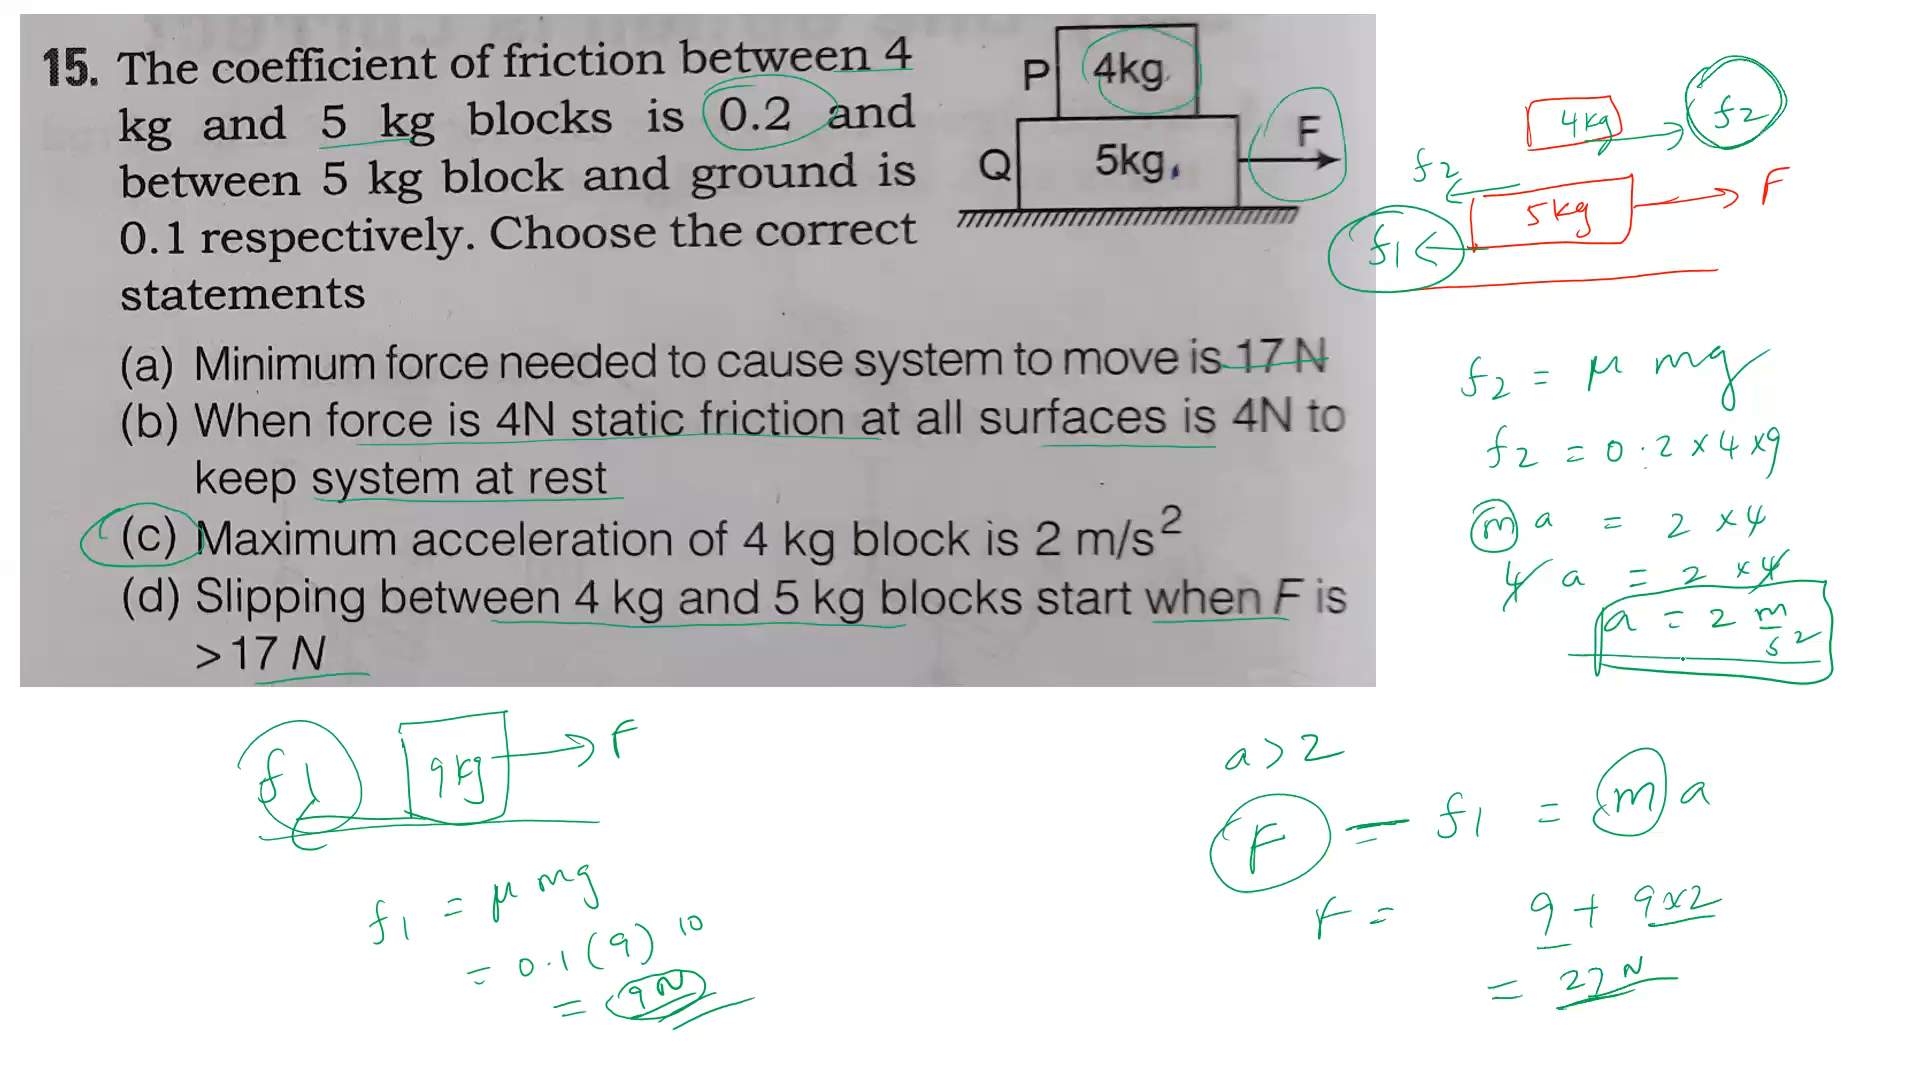 15. The coefficient of friction between 4
kg and 5 kg blocks is 0.2 and
between 5 kg block and ground is
0.1 respectively. Choose the correct
statements
P 4kg
Q 5kg F
(a) Minimum force needed to cause system to move is 17 N
(b) When force is 4N static friction at all surfaces is 4N to
keep system at rest
(c) Maximum acceleration of 4 kg block is 2 m/s²
(d) Slipping between 4 kg and 5 kg blocks start when F is
>17 N
4kg f2
f2
5kg F
f1
f2 = μ mg
f2 = 0.2 × 4 × g
m a = 2 × 4
4 a = 2 × 4
a = 2 m/s²
f1 9kg F
f1 = μ mg
= 0.1 (9) 10
= 9N
a > 2
F - f1 = m a
F = 9 + 9×2
= 27 N